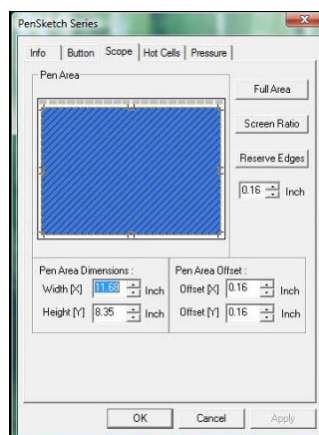 PenSketch Series
Info Button Scope Hot Cells Pressure
Pen Area
Full Area
Screen Ratio
Reserve Edges
0.16 Inch
Pen Area Dimensions :
Width [X] 11.68 Inch
Height [Y] 8.35 Inch
Pen Area Offset :
Offset [X] 0.16 Inch
Offset [Y] 0.16 Inch
OK Cancel Apply